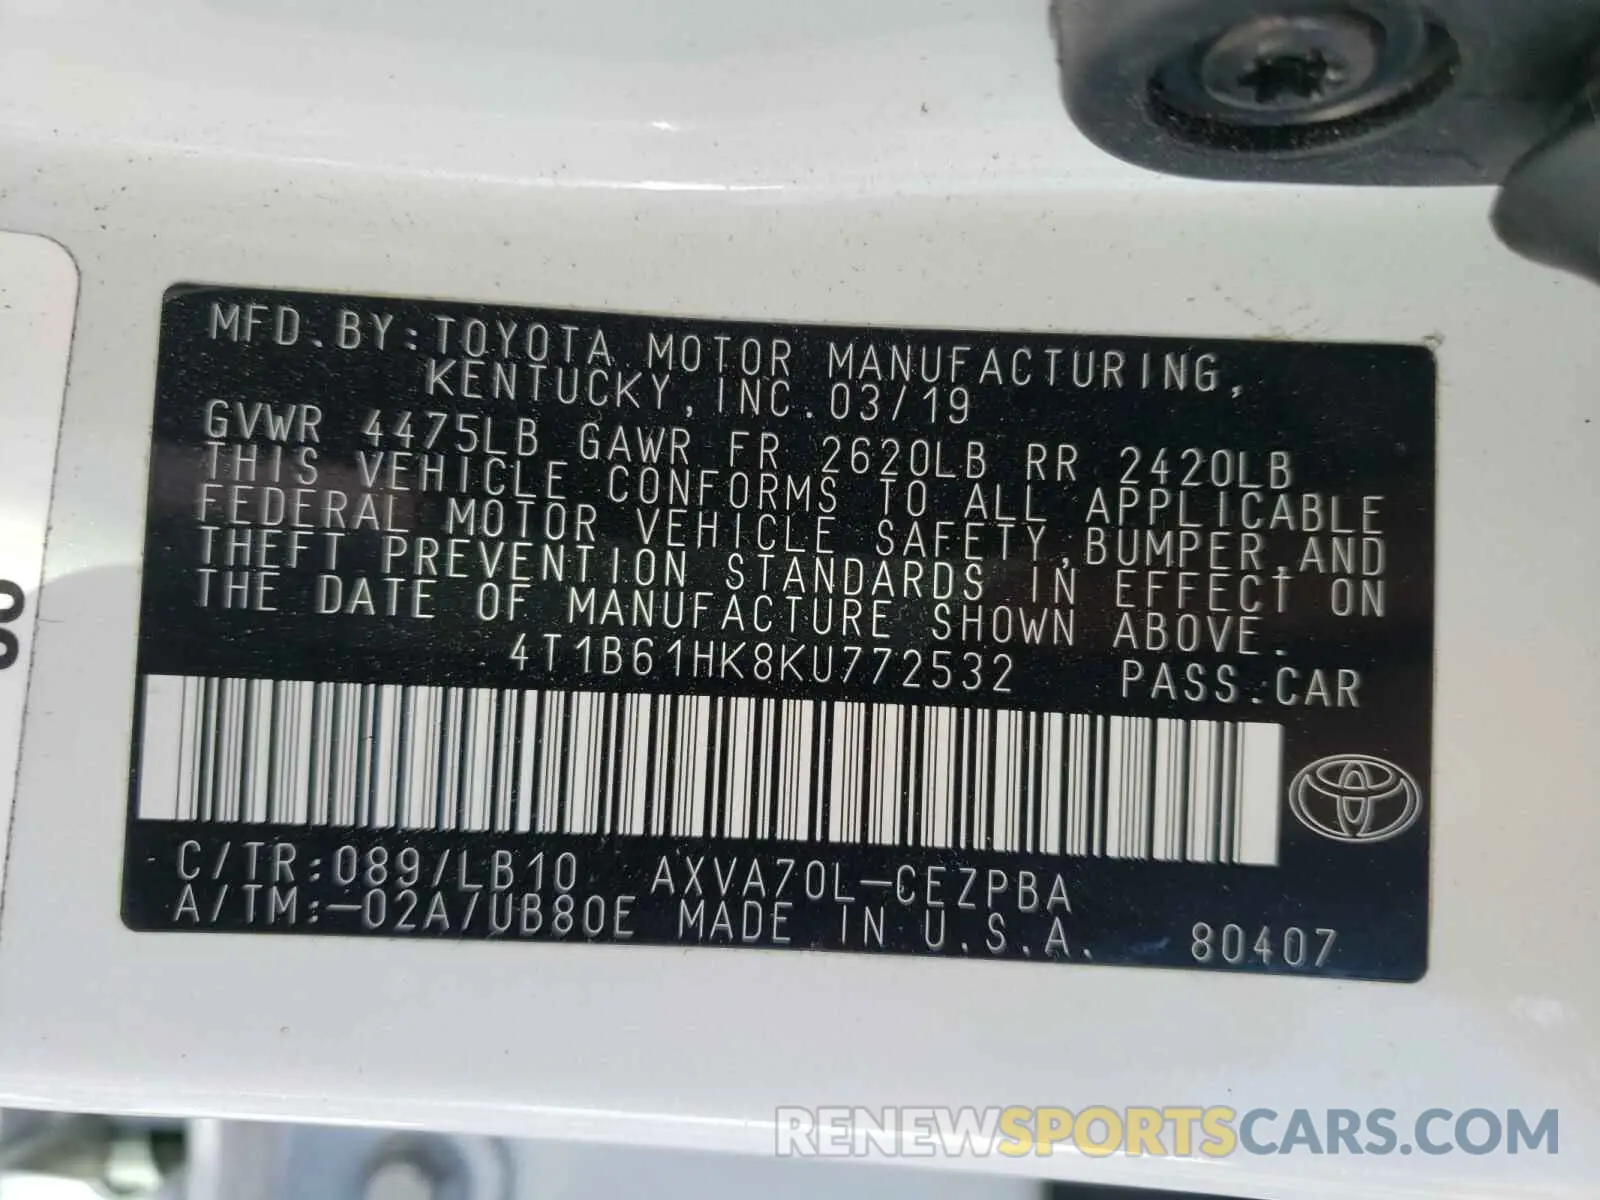 MFD.BY:TOYOTA MOTOR MANUFACTURING,
KENTUCKY,INC.03/19
GVWR 4475LB GAWR FR 2620LB RR 2420LB
THIS VEHICLE CONFORMS TO ALL APPLICABLE
FEDERAL MOTOR VEHICLE SAFETY,BUMPER,AND
THEFT PREVENTION STANDARDS IN EFFECT ON
THE DATE OF MANUFACTURE SHOWN ABOVE.
4T1B61HK8KU772532 PASS.CAR
C/TR:089/LB10 AXVA70L-CEZPBA
A/TM:-02A/UB80E MADE IN U.S.A. 80407
RENEWSPORTSCARS.COM